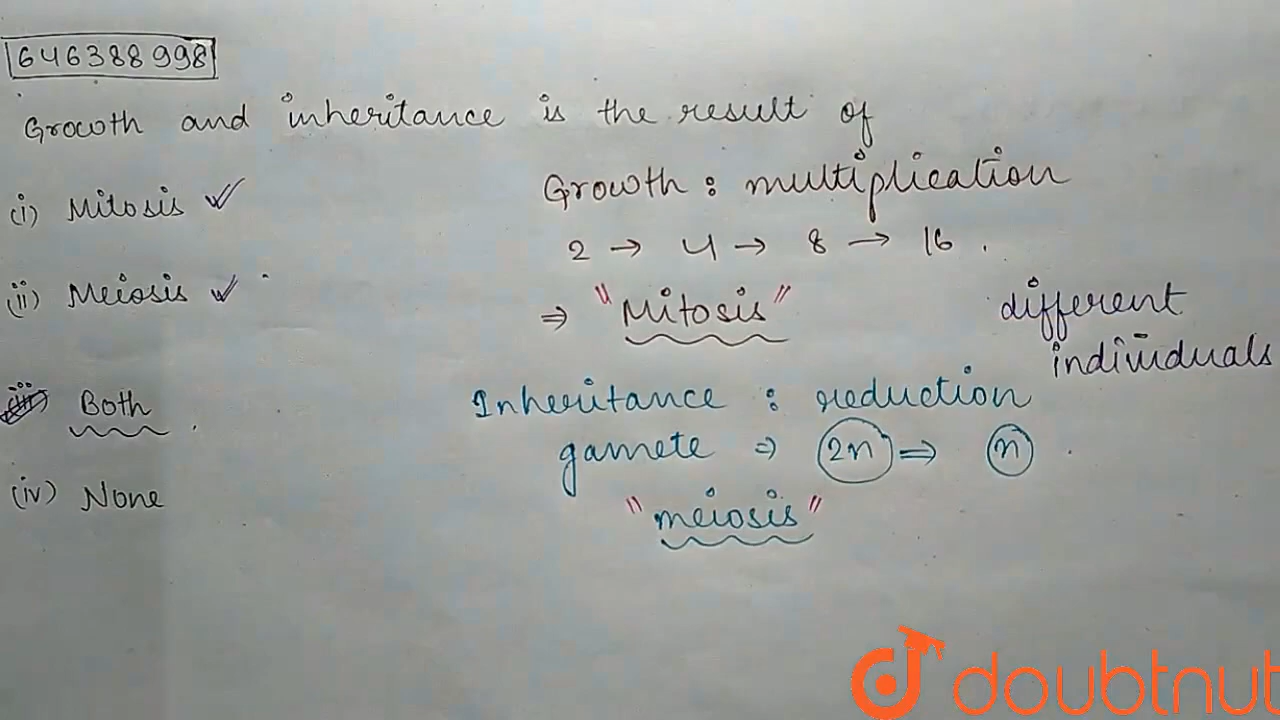 646388998
Growth and inheritance is the result of
(i) Mitosis
(ii) Meiosis
(iii) Both
(iv) None
Growth : multiplication
2 → 4 → 8 → 16 .
⇒ "Mitosis"
different
individuals
Inheritance : reduction
gamete ⇒ 2n ⇒ n .
"meiosis"
doubtnut